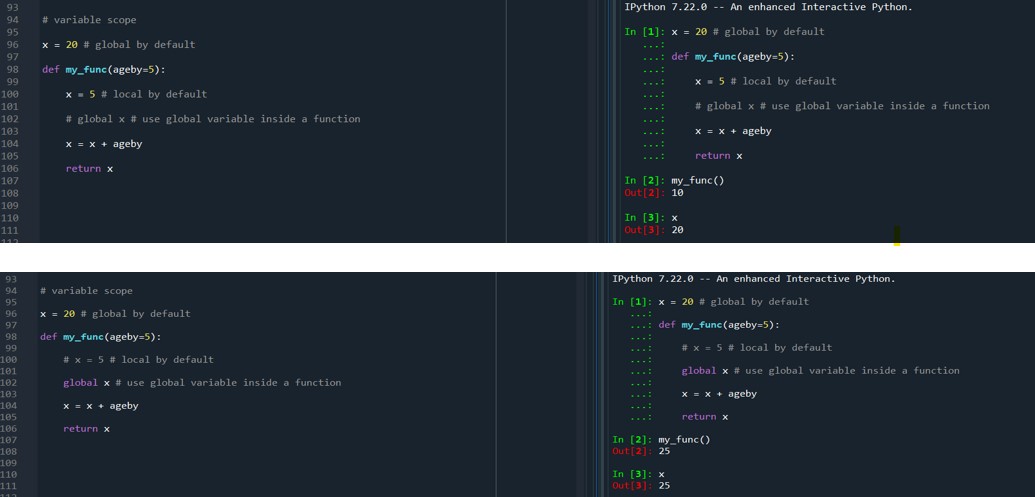 93
94 # variable scope
95
96 x = 20 # global by default
97
98 def my_func(ageby=5):
99
100 x = 5 # local by default
101
102 # global x # use global variable inside a function
103
104 x = x + ageby
105
106 return x
107
108
109
110
111
IPython 7.22.0 -- An enhanced Interactive Python.
In [1]: x = 20 # global by default
...:
...: def my_func(ageby=5):
...:
...: x = 5 # local by default
...:
...: # global x # use global variable inside a function
...:
...: x = x + ageby
...:
...: return x
In [2]: my_func()
Out[2]: 10
In [3]: x
Out[3]: 20
93
94 # variable scope
95
96 x = 20 # global by default
97
98 def my_func(ageby=5):
99
100 # x = 5 # local by default
101
102 global x # use global variable inside a function
103
104 x = x + ageby
105
106 return x
107
108
109
110
111
IPython 7.22.0 -- An enhanced Interactive Python.
In [1]: x = 20 # global by default
...:
...: def my_func(ageby=5):
...:
...: # x = 5 # local by default
...:
...: global x # use global variable inside a function
...:
...: x = x + ageby
...:
...: return x
In [2]: my_func()
Out[2]: 25
In [3]: x
Out[3]: 25